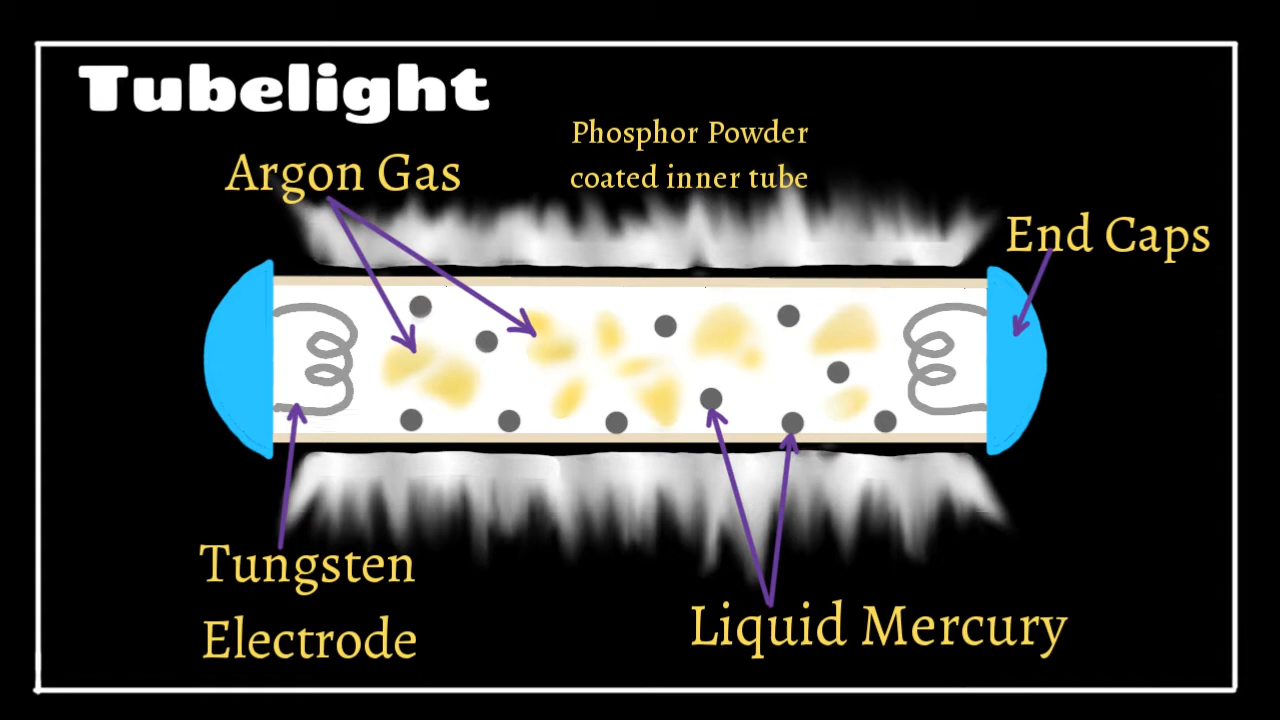 Tubelight
Argon Gas
Phosphor Powder
coated inner tube
End Caps
Tungsten
Electrode
Liquid Mercury